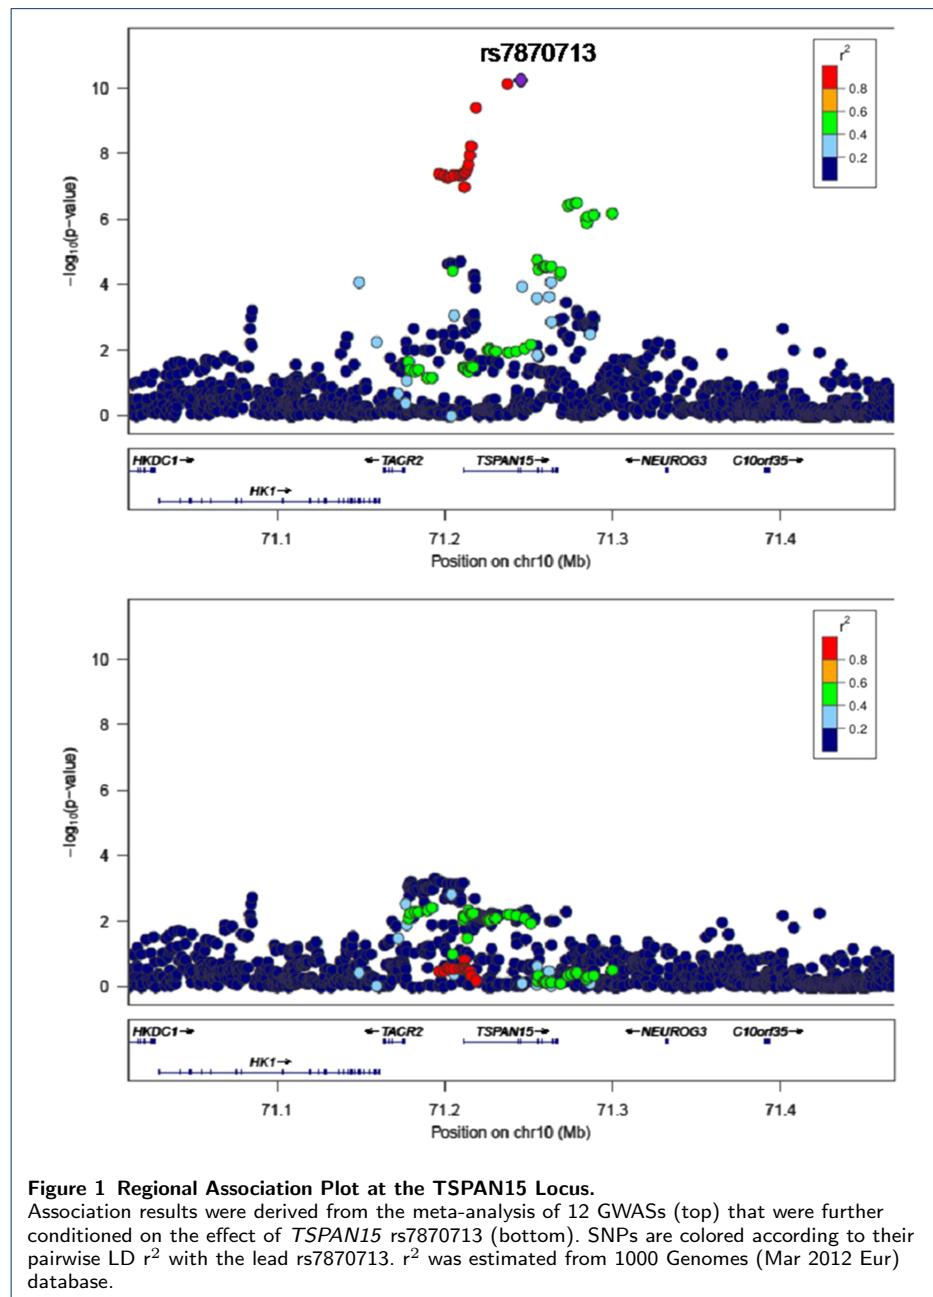 rs7870713
r²
0.8
0.6
0.4
0.2
10
8
6
4
2
0
−log₁₀(p−value)
HKDC1→ ←TACR2 TSPAN15→ ←NEUROG3 C10orf35→
HK1→
71.1 71.2 71.3 71.4
Position on chr10 (Mb)
r²
0.8
0.6
0.4
0.2
10
8
6
4
2
0
−log₁₀(p−value)
HKDC1→ ←TACR2 TSPAN15→ ←NEUROG3 C10orf35→
HK1→
71.1 71.2 71.3 71.4
Position on chr10 (Mb)
Figure 1 Regional Association Plot at the TSPAN15 Locus.
Association results were derived from the meta-analysis of 12 GWASs (top) that were further
conditioned on the effect of TSPAN15 rs7870713 (bottom). SNPs are colored according to their
pairwise LD r² with the lead rs7870713. r² was estimated from 1000 Genomes (Mar 2012 Eur)
database.